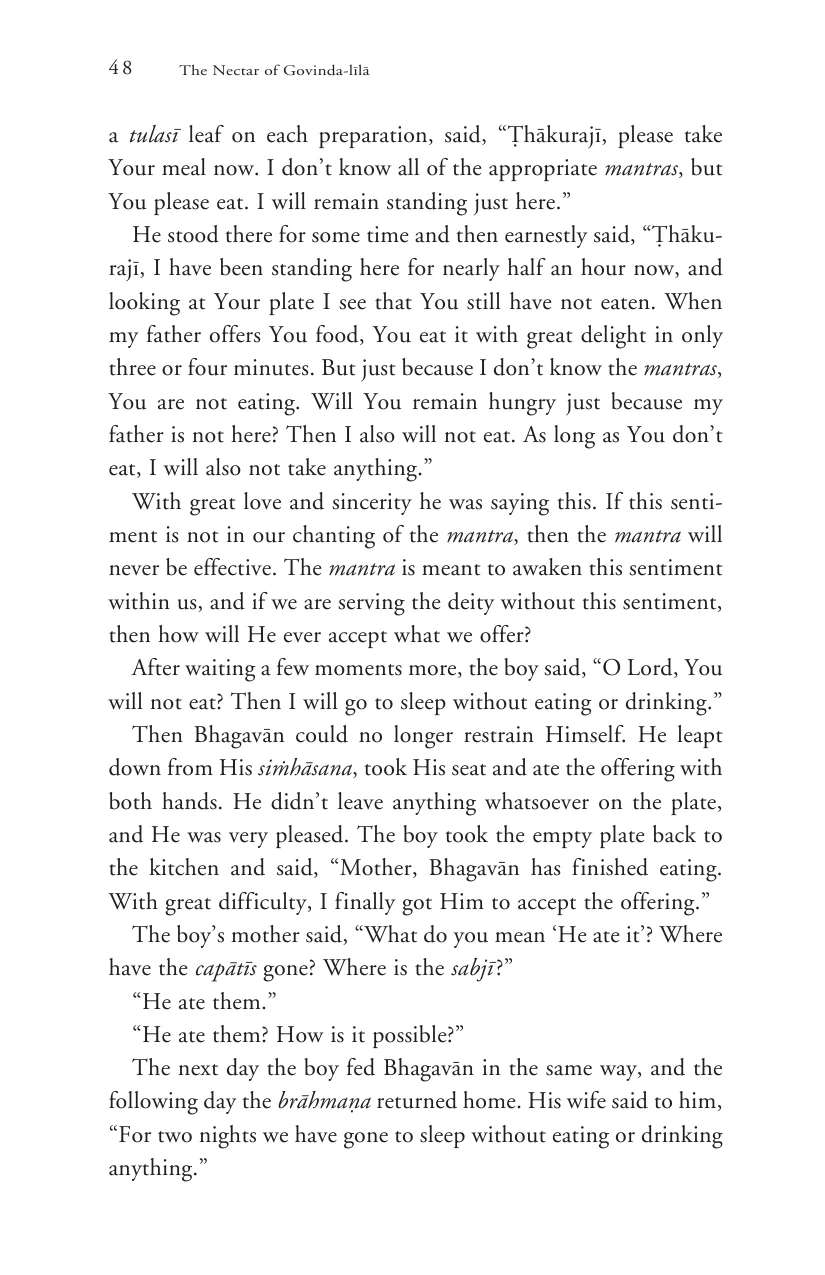 48 The Nectar of Govinda-līlā
a tulasī leaf on each preparation, said, “Ṭhākurajī, please take
Your meal now. I don’t know all of the appropriate mantras, but
You please eat. I will remain standing just here.”
He stood there for some time and then earnestly said, “Ṭhāku-
rajī, I have been standing here for nearly half an hour now, and
looking at Your plate I see that You still have not eaten. When
my father offers You food, You eat it with great delight in only
three or four minutes. But just because I don’t know the mantras,
You are not eating. Will You remain hungry just because my
father is not here? Then I also will not eat. As long as You don’t
eat, I will also not take anything.”
With great love and sincerity he was saying this. If this senti-
ment is not in our chanting of the mantra, then the mantra will
never be effective. The mantra is meant to awaken this sentiment
within us, and if we are serving the deity without this sentiment,
then how will He ever accept what we offer?
After waiting a few moments more, the boy said, “O Lord, You
will not eat? Then I will go to sleep without eating or drinking.”
Then Bhagavān could no longer restrain Himself. He leapt
down from His siṁhāsana, took His seat and ate the offering with
both hands. He didn’t leave anything whatsoever on the plate,
and He was very pleased. The boy took the empty plate back to
the kitchen and said, “Mother, Bhagavān has finished eating.
With great difficulty, I finally got Him to accept the offering.”
The boy’s mother said, “What do you mean ‘He ate it’? Where
have the capātīs gone? Where is the sabjī?”
“He ate them.”
“He ate them? How is it possible?”
The next day the boy fed Bhagavān in the same way, and the
following day the brāhmaṇa returned home. His wife said to him,
“For two nights we have gone to sleep without eating or drinking
anything.”